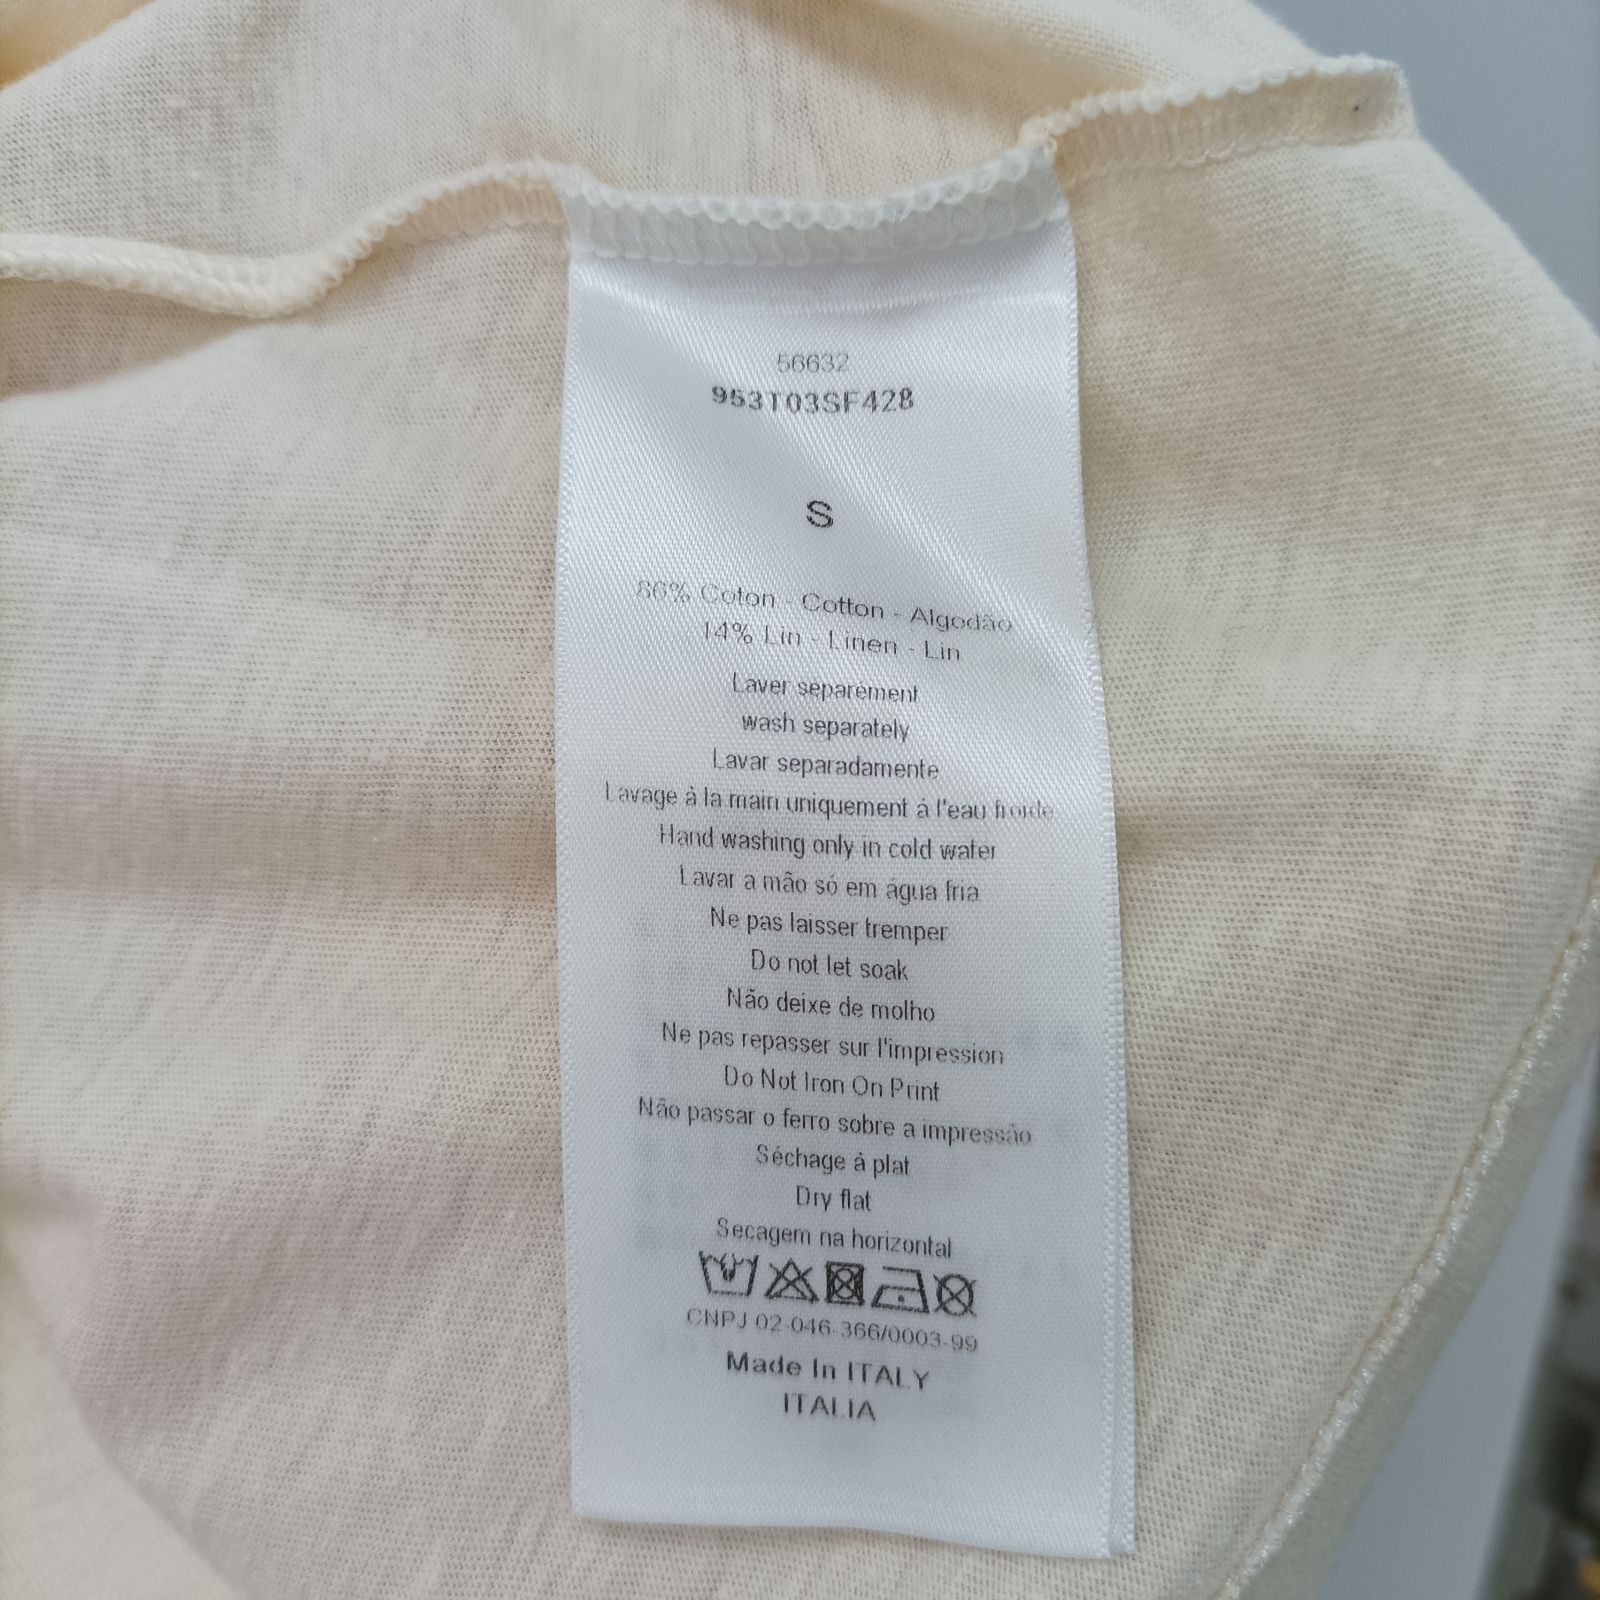 56632
953T03SF428
S
86% Coton - Cotton - Algodão
14% Lin - Linen - Lin
Laver separément
wash separately
Lavar separadamente
Lavage à la main uniquement à l'eau froide
Hand washing only in cold water
Lavar a mão só em água fria
Ne pas laisser tremper
Do not let soak
Não deixe de molho
Ne pas repasser sur l'impression
Do Not Iron On Print
Não passar o ferro sobre a impressão
Séchage à plat
Dry flat
Secagem na horizontal
CNPJ 02-046-366/0003-99
Made In ITALY
ITALIA